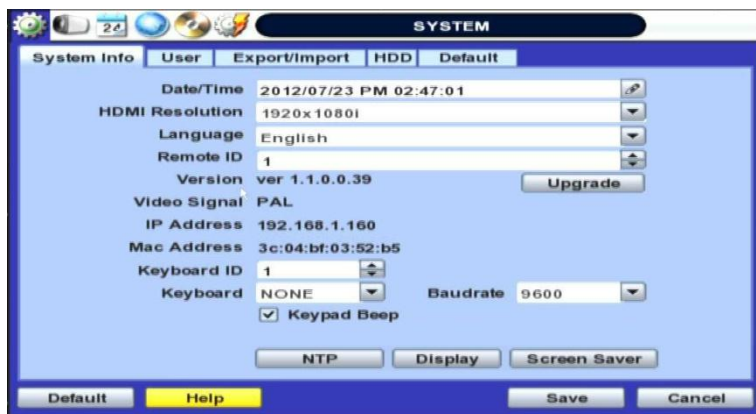 24
SYSTEM
System Info User Export/Import HDD Default
Date/Time 2012/07/23 PM 02:47:01
HDMI Resolution 1920x1080i
Language English
Remote ID 1
Version ver 1.1.0.0.39 Upgrade
Video Signal PAL
IP Address 192.168.1.160
Mac Address 3c:04:bf:03:52:b5
Keyboard ID 1
Keyboard NONE Baudrate 9600
Keypad Beep
NTP Display Screen Saver
Default Help Save Cancel